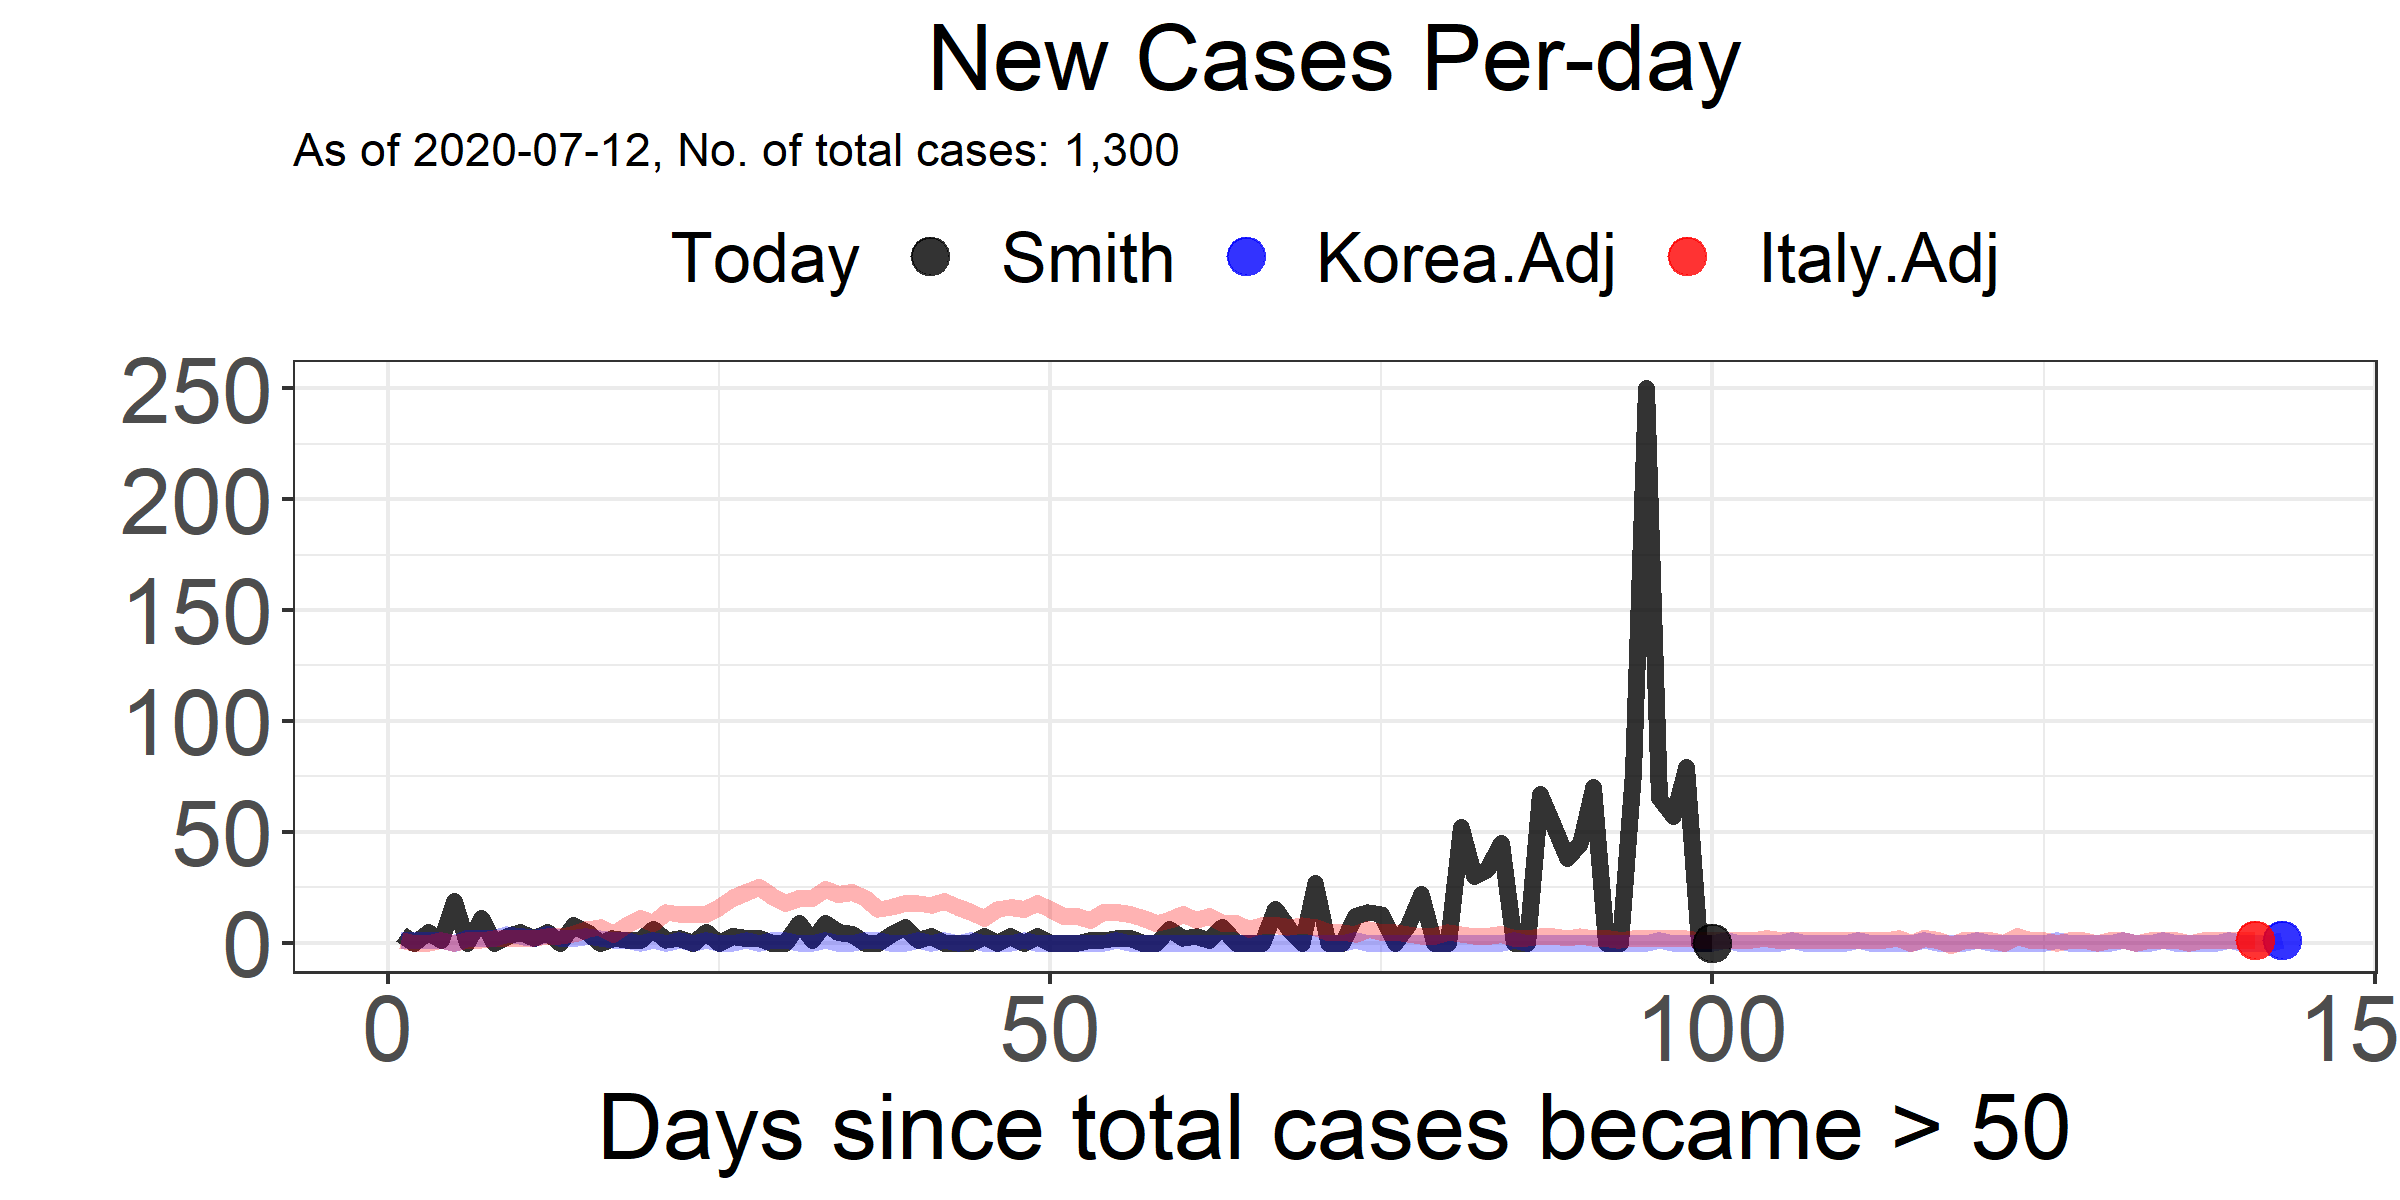 New Cases Per-day
As of 2020-07-12, No. of total cases: 1,300
Today Smith Korea.Adj Italy.Adj
250
200
150
100
50
0
0 50 100 15
Days since total cases became > 50